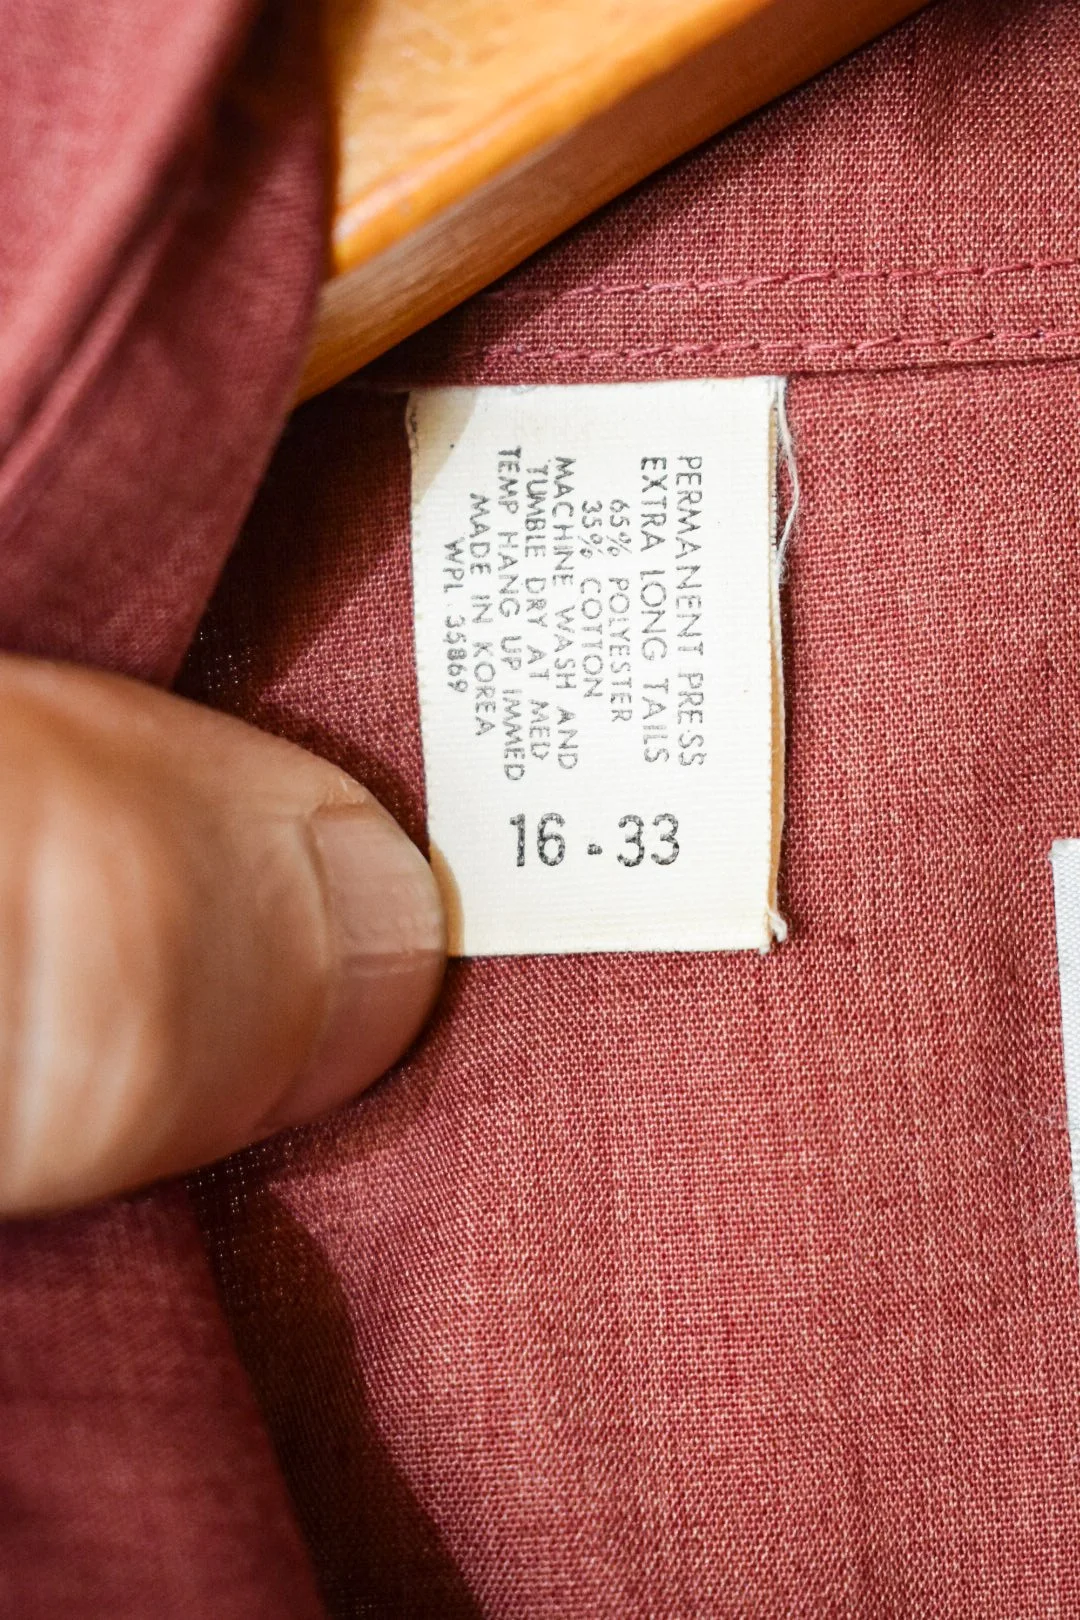 PERMANENT PRESS
EXTRA LONG TAILS
65% POLYESTER
35% COTTON
MACHINE WASH AND
TUMBLE DRY AT MED
TEMP HANG UP IMMED
MADE IN KOREA
WPL 35869
16 - 33